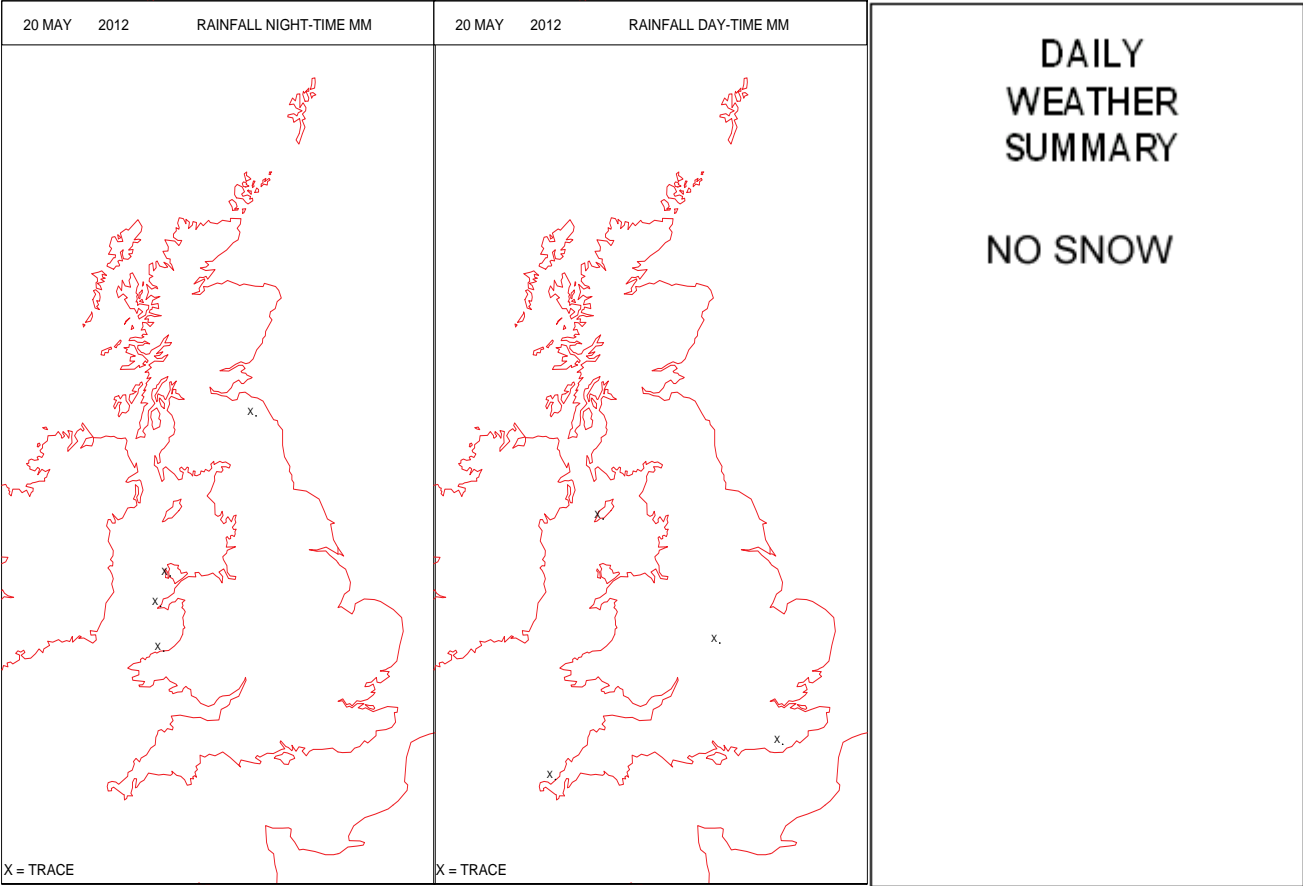 20 MAY 2012 RAINFALL NIGHT-TIME MM
X.
X.
X.
X.
X = TRACE
20 MAY 2012 RAINFALL DAY-TIME MM
X.
X.
X.
X.
X = TRACE
DAILY
WEATHER
SUMMARY
NO SNOW